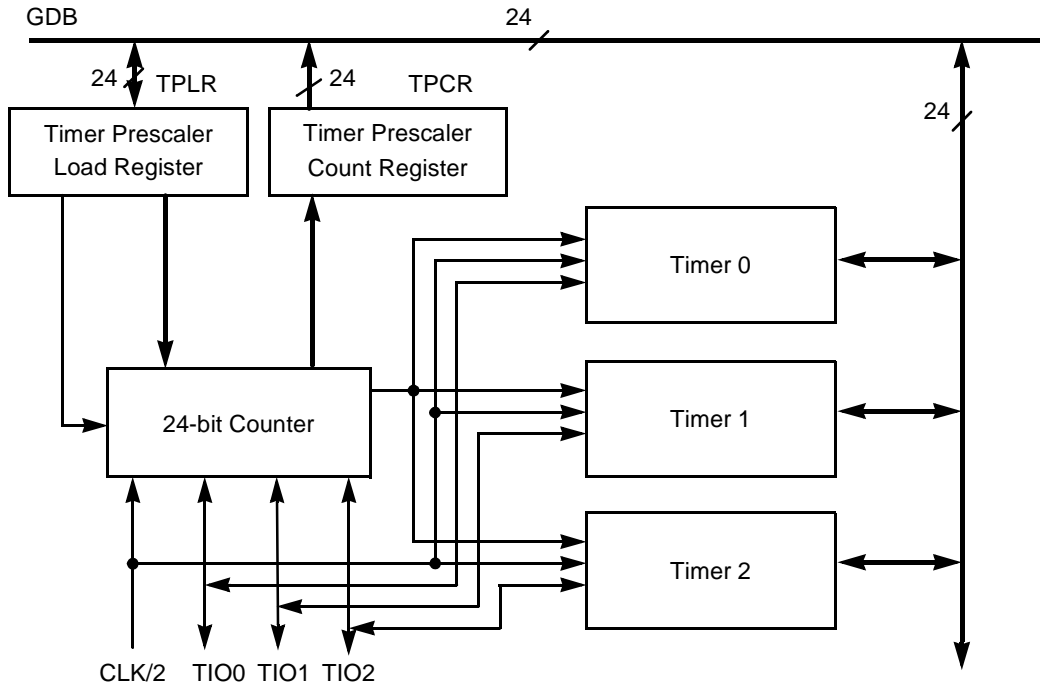 GDB
24
24
TPLR
24
TPCR
24
Timer Prescaler
Load Register
Timer Prescaler
Count Register
Timer 0
24-bit Counter
Timer 1
Timer 2
CLK/2
TIO0
TIO1
TIO2